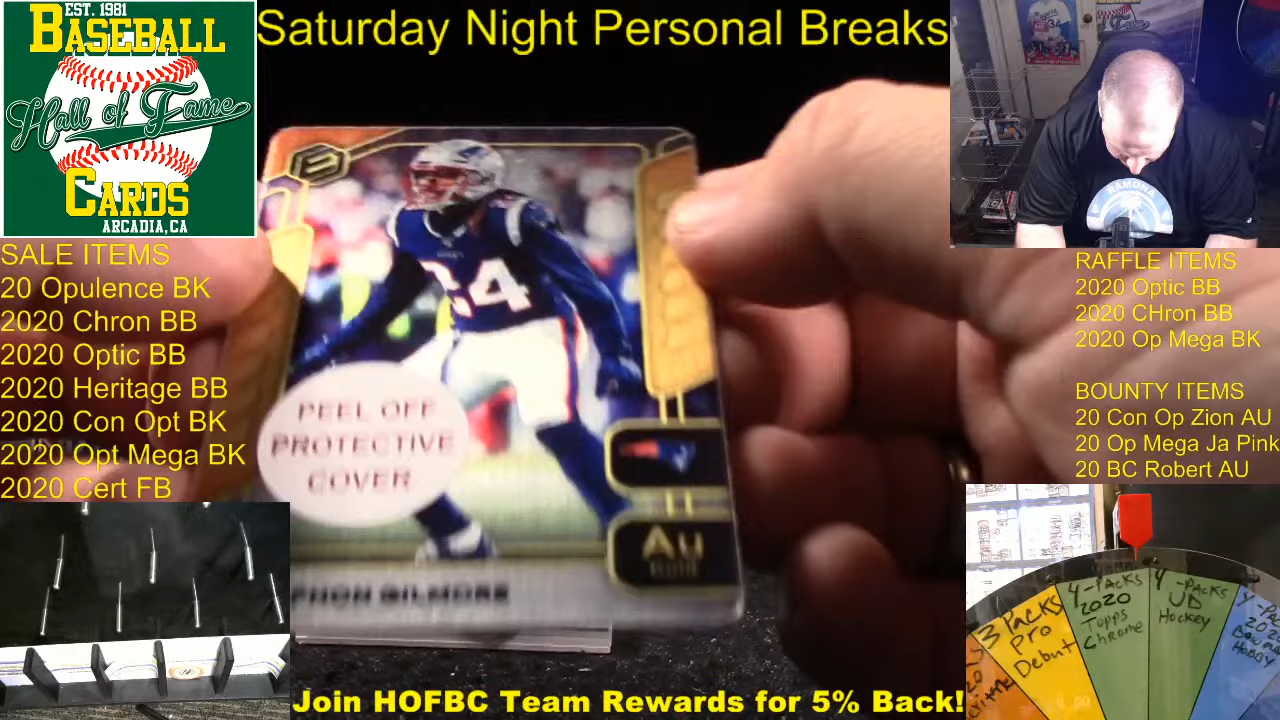 EST. 1981
BASEBALL
Hall of Fame
CARDS
ARCADIA, CA
Saturday Night Personal Breaks
SALE ITEMS
20 Opulence BK
2020 Chron BB
2020 Optic BB
2020 Heritage BB
2020 Con Opt BK
2020 Opt Mega BK
2020 Cert FB
24
PEEL OFF
PROTECTIVE
COVER
Au
GILMORE
RAMONA
RAFFLE ITEMS
2020 Optic BB
2020 CHron BB
2020 Op Mega BK
BOUNTY ITEMS
20 Con Op Zion AU
20 Op Mega Ja Pink
20 BC Robert AU
3 PACKS
PRO
Debut
4-PACKS
2020
TOPPS
Chrome
4-PACKS
UD
Hockey
Join HOFBC Team Rewards for 5% Back!